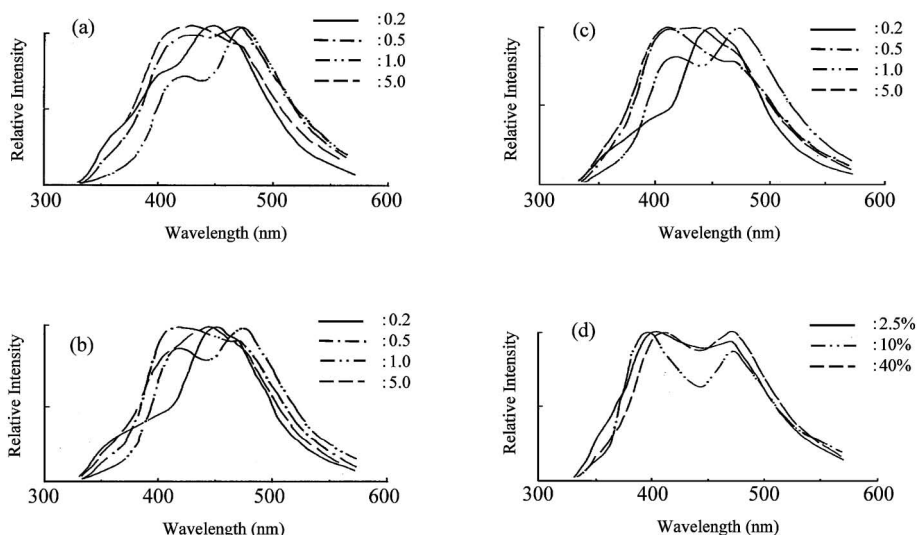 (a)
: 0.2
: 0.5
: 1.0
: 5.0
Relative Intensity
300 400 500 600
Wavelength (nm)
(c)
: 0.2
: 0.5
: 1.0
: 5.0
Relative Intensity
300 400 500 600
Wavelength (nm)
(b)
: 0.2
: 0.5
: 1.0
: 5.0
Relative Intensity
300 400 500 600
Wavelength (nm)
(d)
: 2.5%
: 10%
: 40%
Relative Intensity
300 400 500 600
Wavelength (nm)